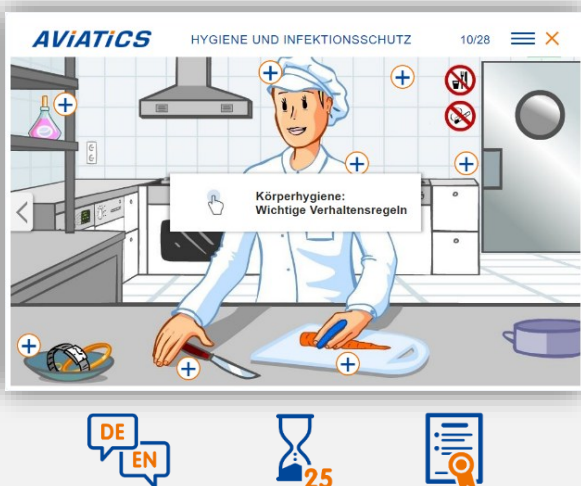 AViATiCS
HYGIENE UND INFEKTIONSSCHUTZ
10/28
Körperhygiene:
Wichtige Verhaltensregeln
DE
EN
25